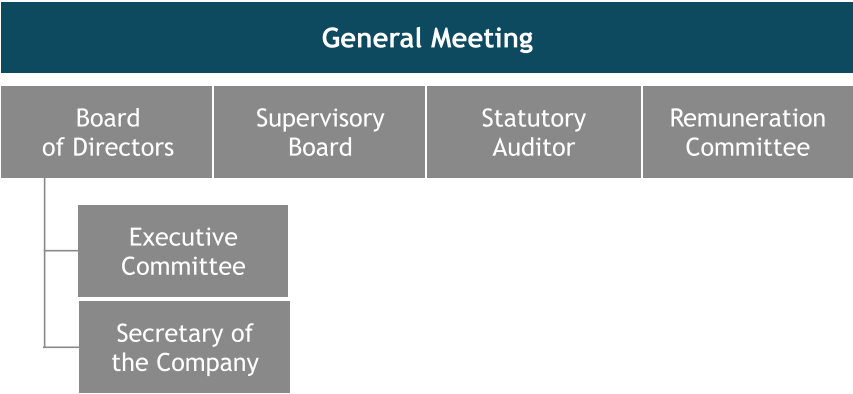 General Meeting
Board
of Directors
Supervisory
Board
Statutory
Auditor
Remuneration
Committee
Executive
Committee
Secretary of
the Company